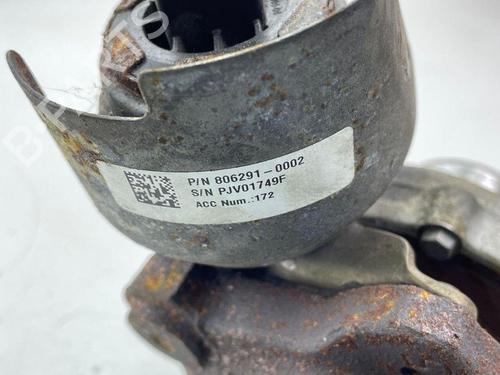 P/N 806291-0002
S/N PJV01749F
ACC Num.:172